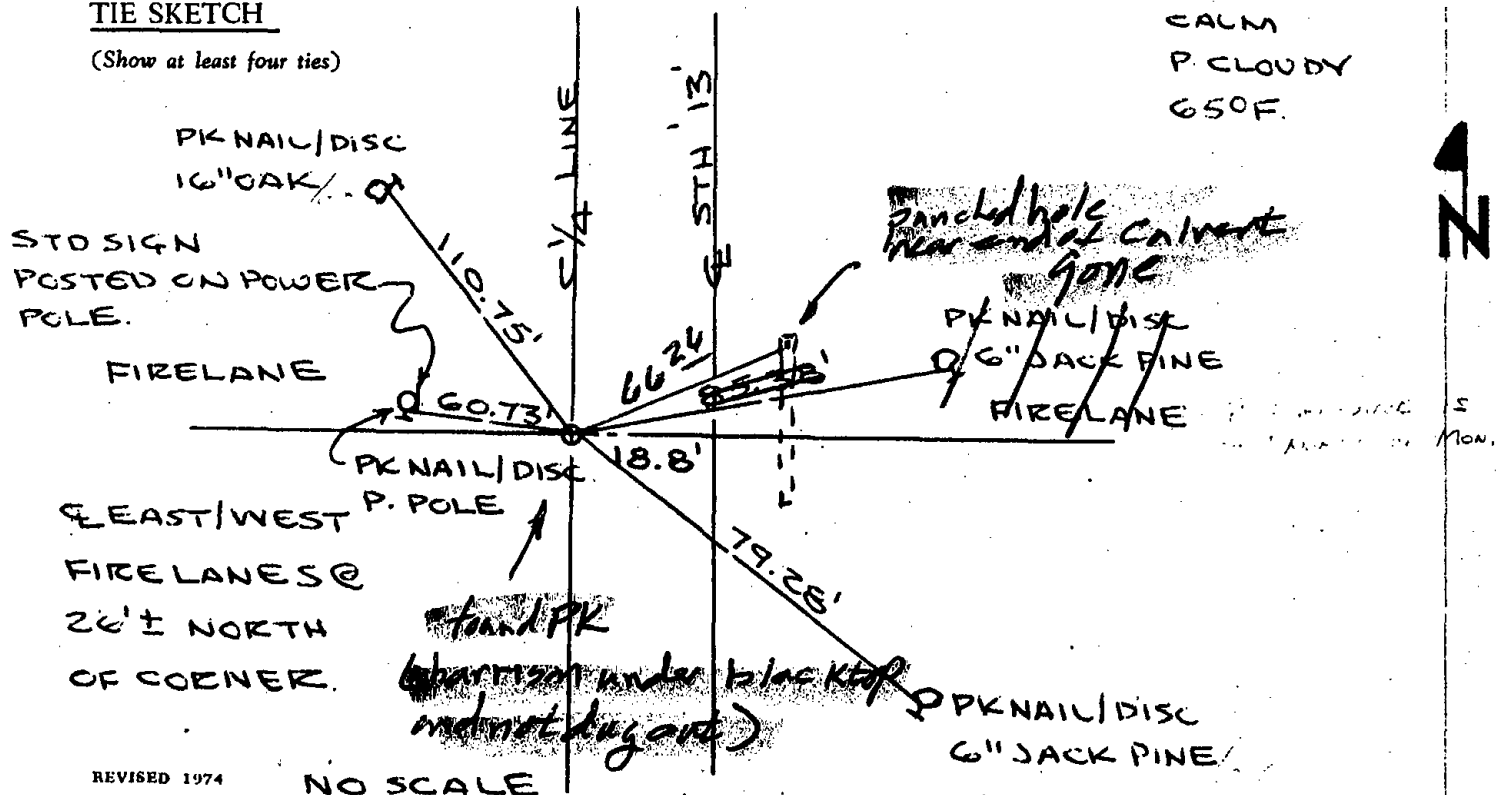 TIE SKETCH
(Show at least four ties)
CALM
P. CLOUDY
65°F.
C 1/4 LINE
℄ STH '13'
N
PK NAIL/DISC
16" OAK
110.75'
STD SIGN
POSTED ON POWER
POLE.
punched hole
near end of Culvert
gone
PK NAIL/DISC
6" JACK PINE
FIRELANE
FIRELANE
66 24
85.
60.73'
18.8'
MON.
PK NAIL/DISC
P. POLE
℄ EAST/WEST
FIRELANES @
26'± NORTH
OF CORNER.
79.28'
found PK
under blacktop
and not dug out)
PK NAIL/DISC
6" JACK PINE
REVISED 1974
NO SCALE